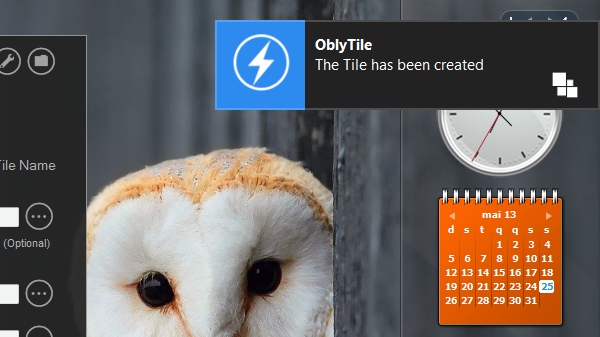 OblyTile
The Tile has been created
Tile Name
(Optional)
mai 13
d s t q q s s
1 2 3 4
5 6 7 8 9 10 11
12 13 14 15 16 17 18
19 20 21 22 23 24 25
26 27 28 29 30 31